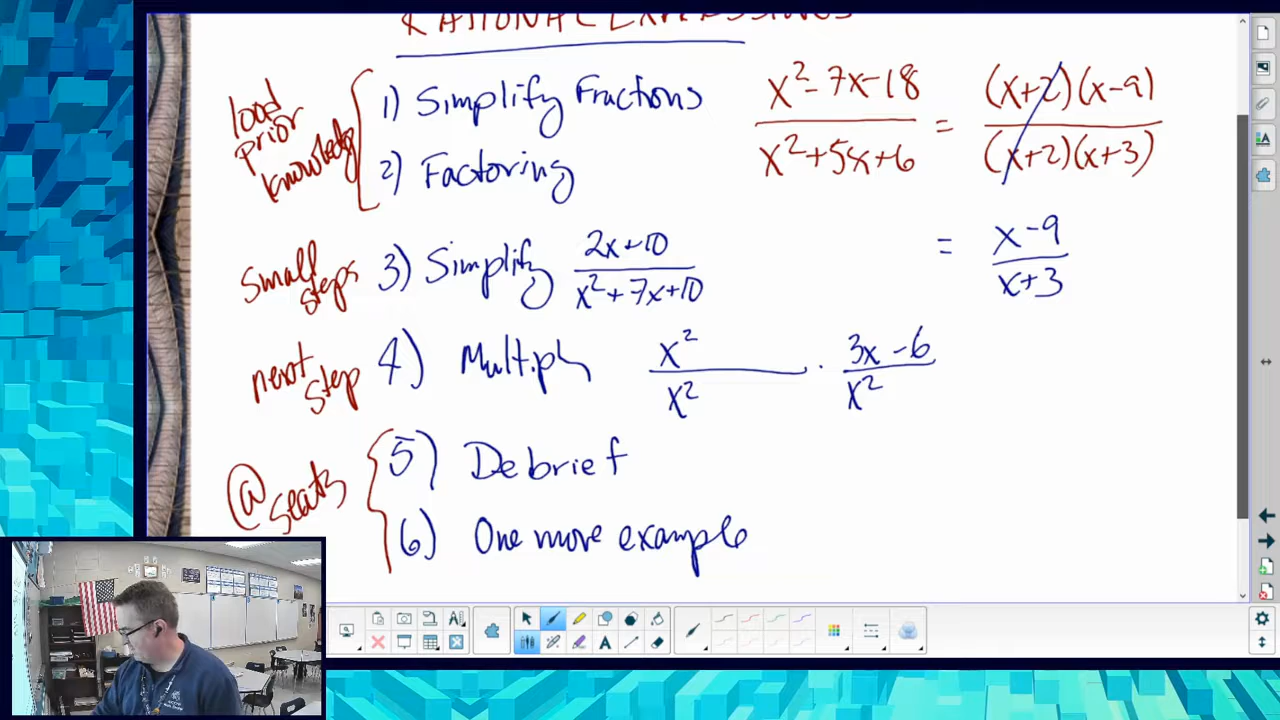 RATIONAL EXPRESSIONS
load prior knowledge
1) Simplify Fractions
2) Factoring
x²-7x-18 / x²+5x+6 = (x+2)(x-9) / (x+2)(x+3)
= x-9 / x+3
small steps
3) Simplify 2x+10 / x²+7x+10
next step
4) Multiply x² / x² · 3x-6 / x²
@ seats
5) Debrief
6) One more example